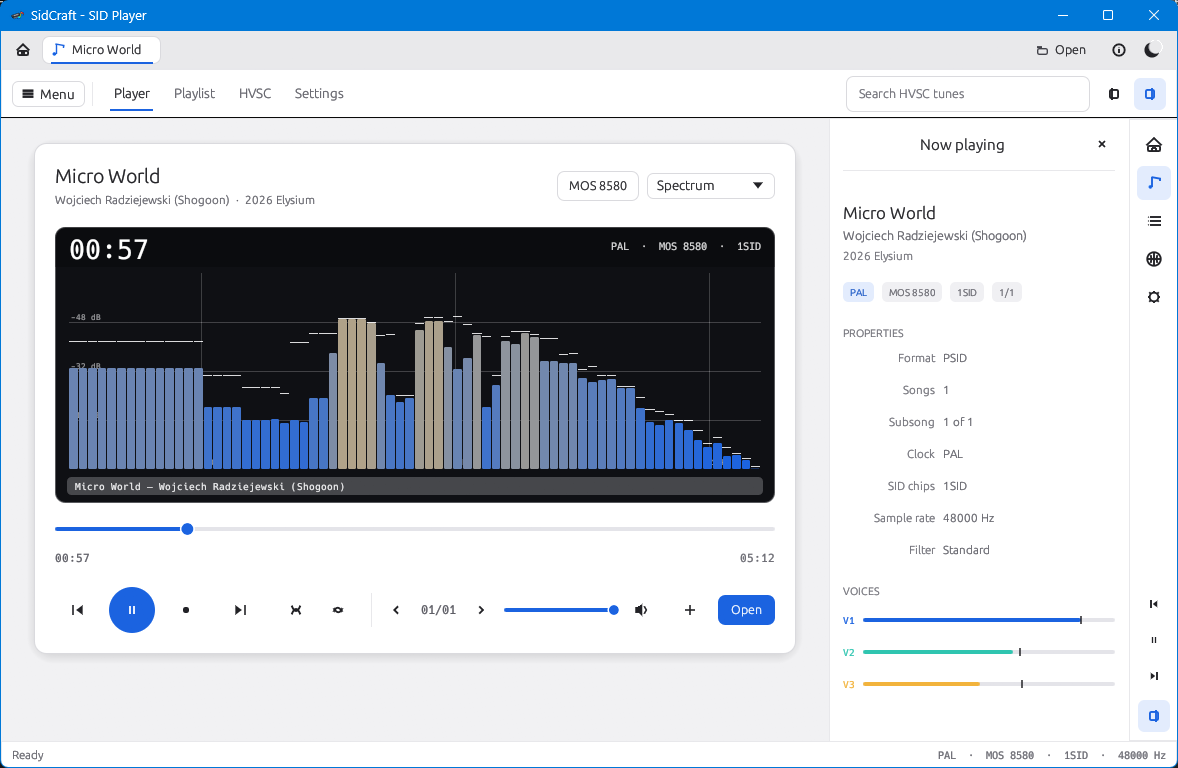 SidCraft - SID Player
Micro World
Open
Menu
Player
Playlist
HVSC
Settings
Search HVSC tunes
Micro World
Wojciech Radziejewski (Shogoon) · 2026 Elysium
MOS 8580
Spectrum
00:57
PAL · MOS 8580 · 1SID
-48 dB
-32 dB
Micro World — Wojciech Radziejewski (Shogoon)
00:57
05:12
01/01
Open
Now playing
Micro World
Wojciech Radziejewski (Shogoon)
2026 Elysium
PAL
MOS 8580
1SID
1/1
PROPERTIES
Format PSID
Songs 1
Subsong 1 of 1
Clock PAL
SID chips 1SID
Sample rate 48000 Hz
Filter Standard
VOICES
V1
V2
V3
Ready
PAL · MOS 8580 · 1SID · 48000 Hz